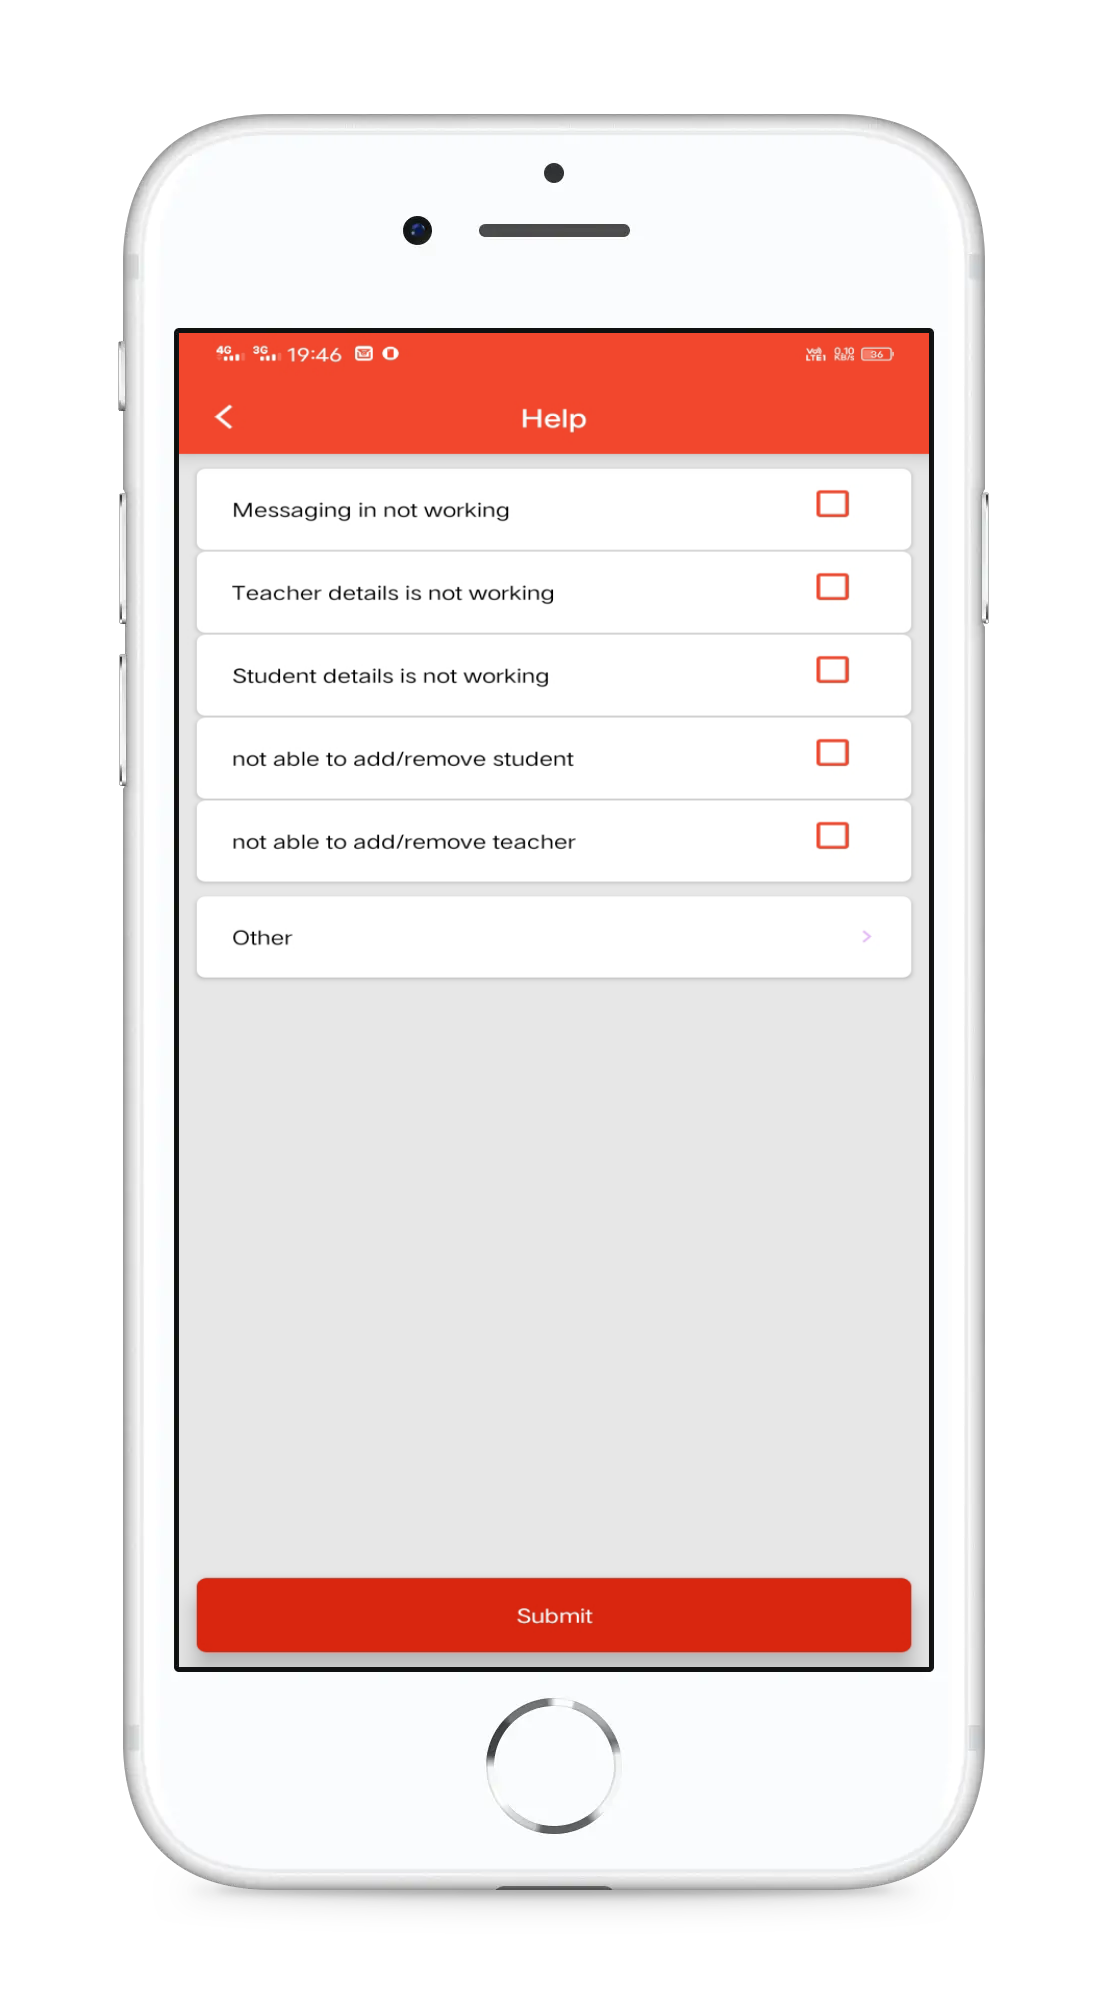 4G 3G 19:46 Vo) LTE1 0.10 KB/s 36
Help
Messaging in not working
Teacher details is not working
Student details is not working
not able to add/remove student
not able to add/remove teacher
Other
Submit